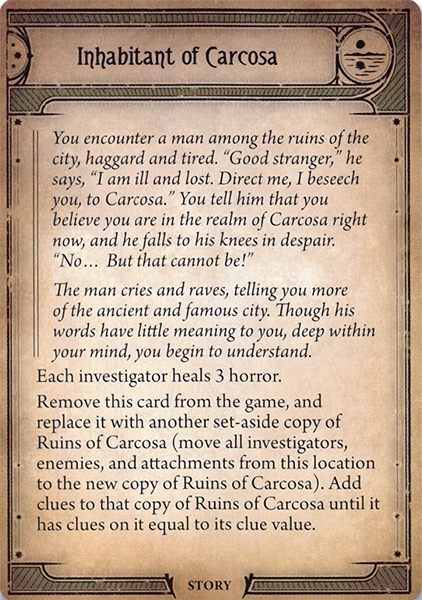 Inhabitant of Carcosa
You encounter a man among the ruins of the
city, haggard and tired. “Good stranger,” he
says, “I am ill and lost. Direct me, I beseech
you, to Carcosa.” You tell him that you
believe you are in the realm of Carcosa right
now, and he falls to his knees in despair.
“No… But that cannot be!”
The man cries and raves, telling you more
of the ancient and famous city. Though his
words have little meaning to you, deep within
your mind, you begin to understand.
Each investigator heals 3 horror.
Remove this card from the game, and
replace it with another set-aside copy of
Ruins of Carcosa (move all investigators,
enemies, and attachments from this location
to the new copy of Ruins of Carcosa). Add
clues to that copy of Ruins of Carcosa until it
has clues on it equal to its clue value.
STORY